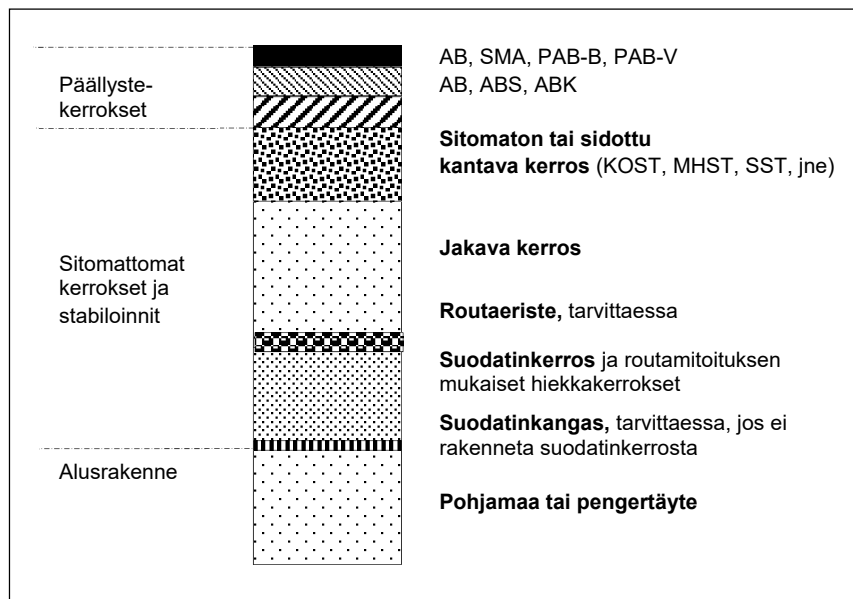 AB, SMA, PAB-B, PAB-V
Päällyste-
kerrokset
AB, ABS, ABK
Sitomaton tai sidottu
kantava kerros (KOST, MHST, SST, jne)
Jakava kerros
Sitomattomat
kerrokset ja
stabiloinnit
Routaeriste, tarvittaessa
Suodatinkerros ja routamitoituksen
mukaiset hiekkakerrokset
Suodatinkangas, tarvittaessa, jos ei
rakenneta suodatinkerrosta
Alusrakenne
Pohjamaa tai pengertäyte